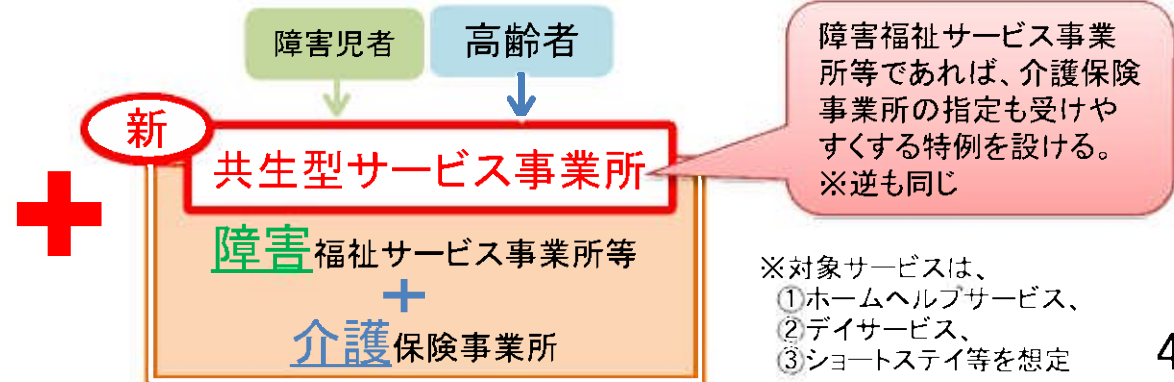 障害児者
高齢者
新
共生型サービス事業所
障害福祉サービス事業所等
+
介護保険事業所
障害福祉サービス事業
所等であれば、介護保険
事業所の指定も受けや
すくする特例を設ける。
※逆も同じ
※対象サービスは、
①ホームヘルプサービス、
②デイサービス、
③ショートステイ等を想定
4